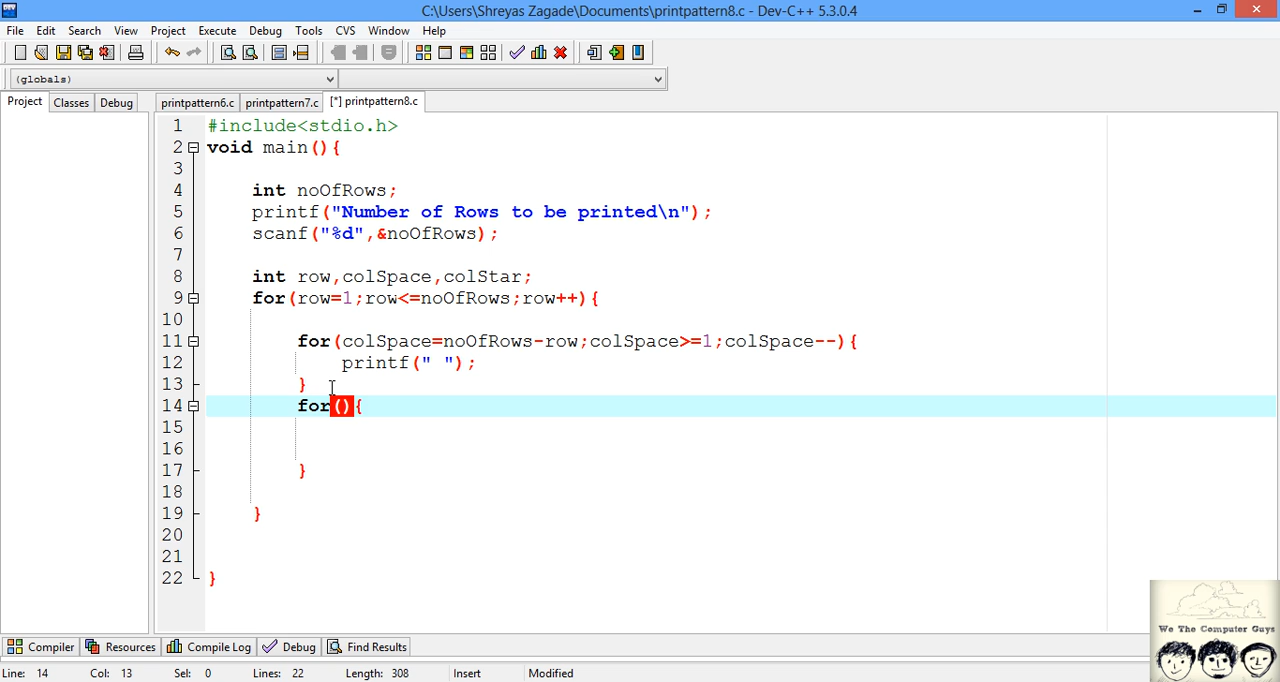 C:\Users\Shreyas Zagade\Documents\printpattern8.c - Dev-C++ 5.3.0.4
File Edit Search View Project Execute Debug Tools CVS Window Help
(globals)
Project Classes Debug printpattern6.c printpattern7.c [*] printpattern8.c
1 #include<stdio.h>
2 void main(){
3
4 int noOfRows;
5 printf("Number of Rows to be printed\n");
6 scanf("%d",&noOfRows);
7
8 int row,colSpace,colStar;
9 for(row=1;row<=noOfRows;row++){
10
11 for(colSpace=noOfRows-row;colSpace>=1;colSpace--){
12 printf(" ");
13 }
14 for(){
15
16
17 }
18
19 }
20
21
22 }
We The Computer Guys
Compiler Resources Compile Log Debug Find Results
Line: 14 Col: 13 Sel: 0 Lines: 22 Length: 308 Insert Modified